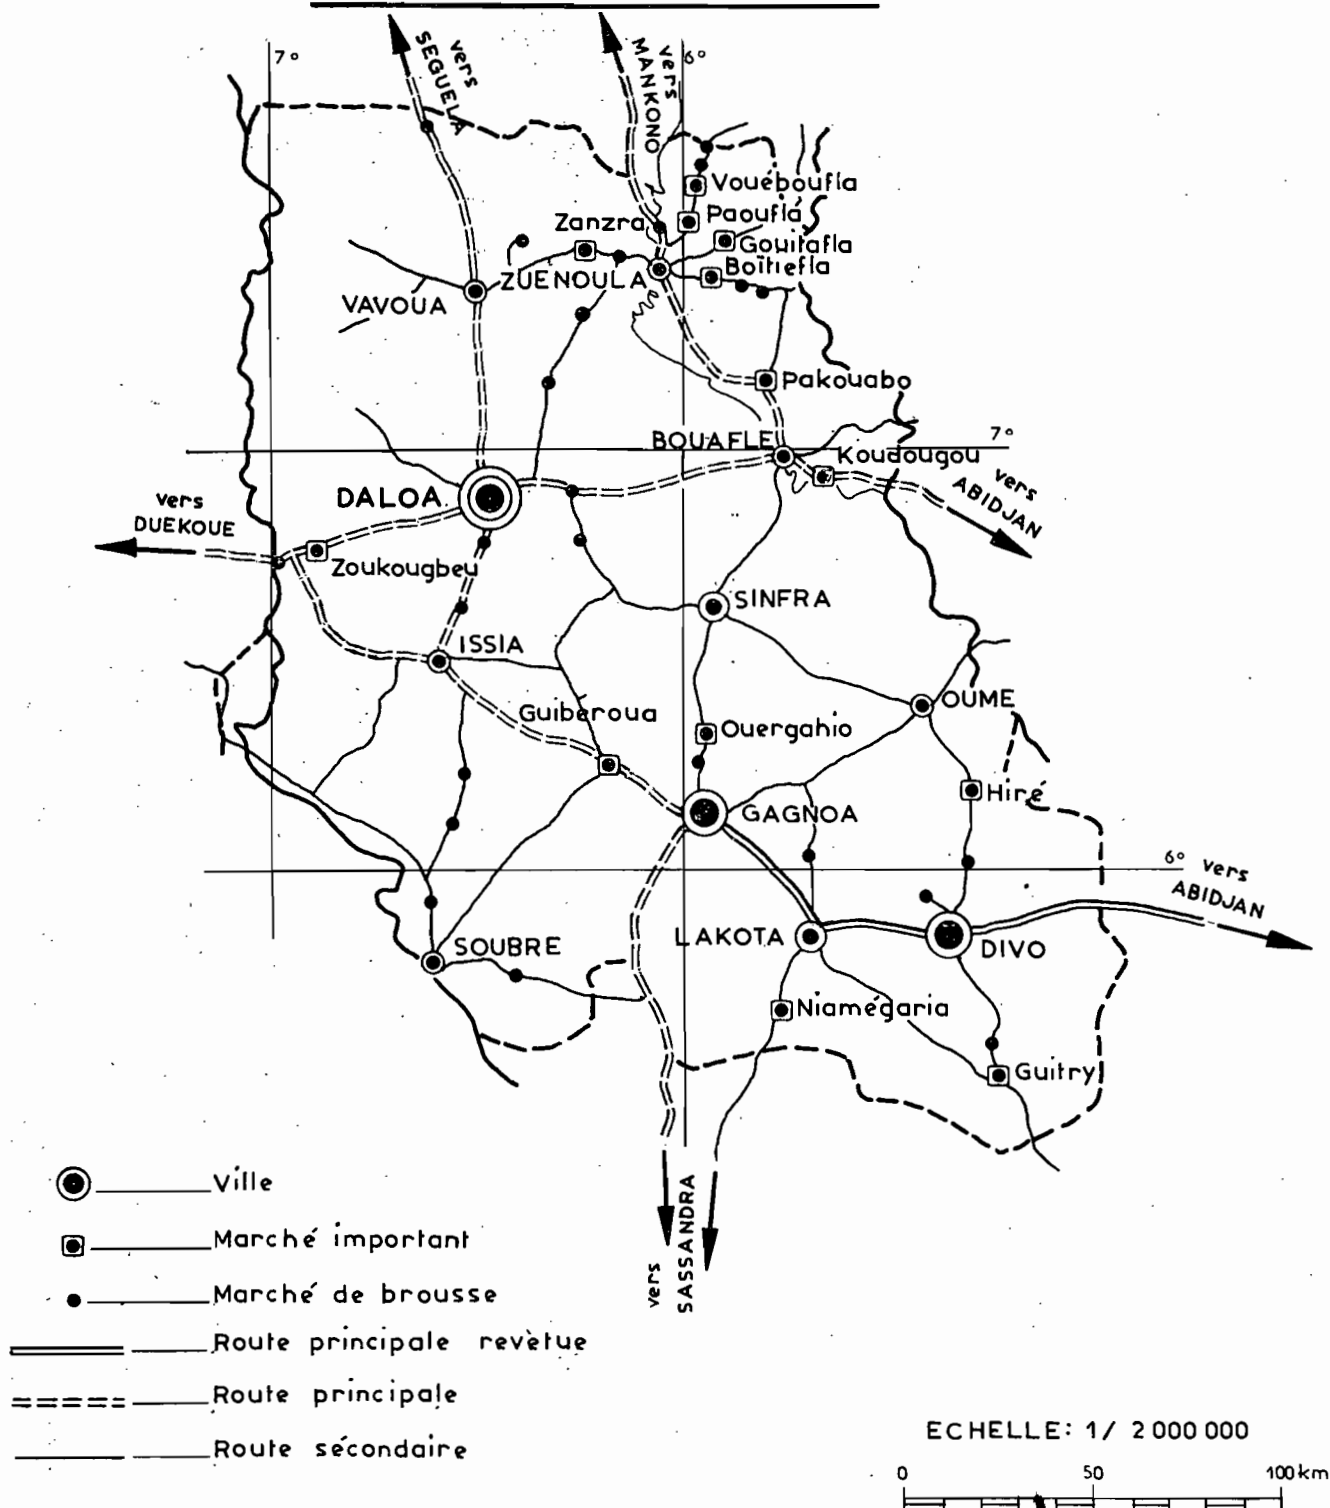 7°
vers
SEGUELA
vers
MANKONO
6°
Vouéboufla
Paoufla
Zanzra
Gouitafla
Boïtiefla
ZUENOULA
VAVOUA
Pakouabo
BOUAFLE
7°
Koudougou
vers
ABIDJAN
DALOA
vers
DUEKOUE
Zoukougbeu
SINFRA
ISSIA
OUME
Guiberoua
Ouergahio
Hiré
GAGNOA
6°
vers
ABIDJAN
LAKOTA
DIVO
SOUBRE
Niamégaria
Guitry
vers
SASSANDRA
Ville
Marché important
Marché de brousse
Route principale revètue
Route principale
Route sécondaire
ECHELLE: 1/ 2 000 000
0 50 100 km